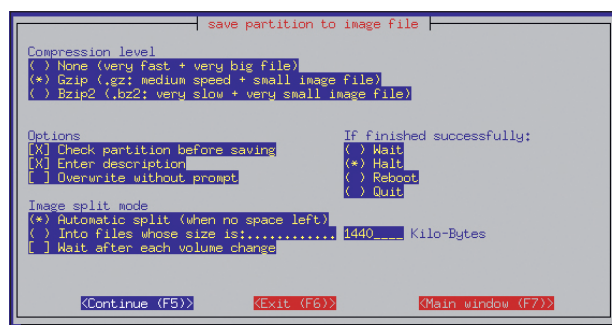 save partition to image file
Compression level
( ) None (very fast + very big file)
(*) Gzip (.gz: medium speed + small image file)
( ) Bzip2 (.bz2: very slow + very small image file)
Options If finished successfully:
[X] Check partition before saving ( ) Wait
[X] Enter description (*) Halt
[ ] Overwrite without prompt ( ) Reboot
( ) Quit
Image split mode
(*) Automatic split (when no space left)
( ) Into files whose size is:............ 1440____ Kilo-Bytes
[ ] Wait after each volume change
<Continue (F5)> <Exit (F6)> <Main window (F7)>